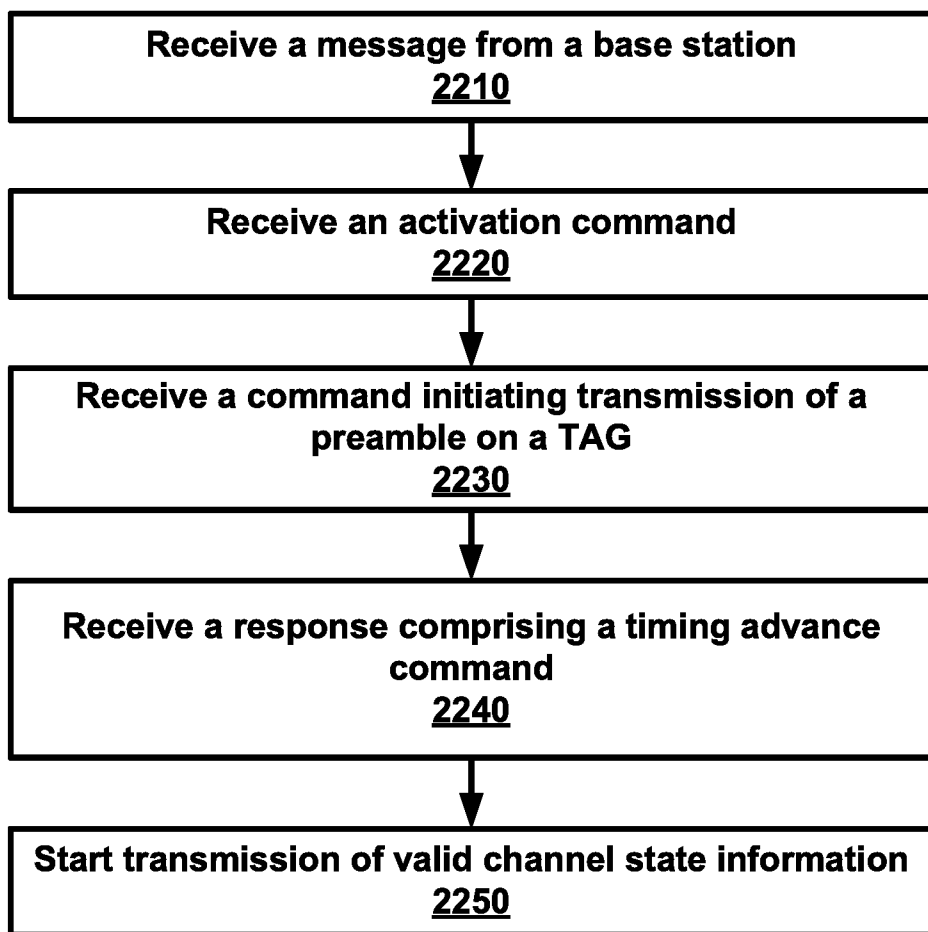 Receive a message from a base station
2210
Receive an activation command
2220
Receive a command initiating transmission of a
preamble on a TAG
2230
Receive a response comprising a timing advance
command
2240
Start transmission of valid channel state information
2250